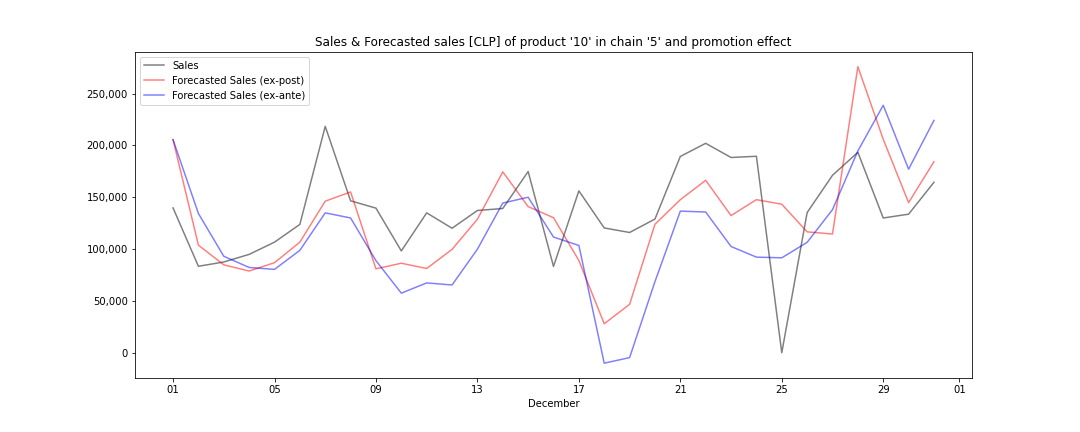 Sales & Forecasted sales [CLP] of product '10' in chain '5' and promotion effect
Sales
Forecasted Sales (ex-post)
Forecasted Sales (ex-ante)
250,000
200,000
150,000
100,000
50,000
0
01 05 09 13 17 21 25 29 01
December